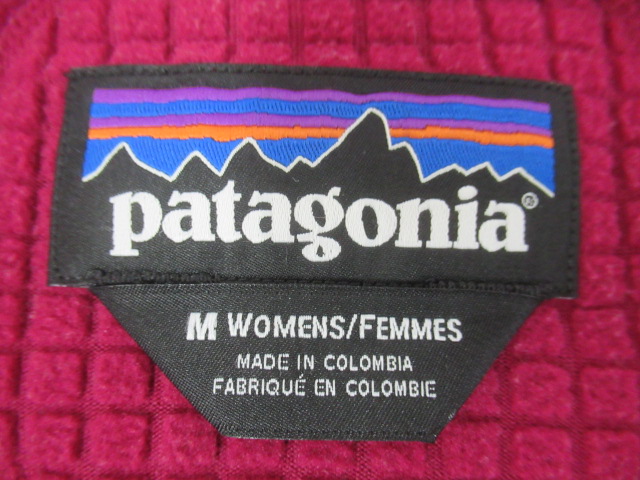 patagonia®
M WOMENS/FEMMES
MADE IN COLOMBIA
FABRIQUÉ EN COLOMBIE